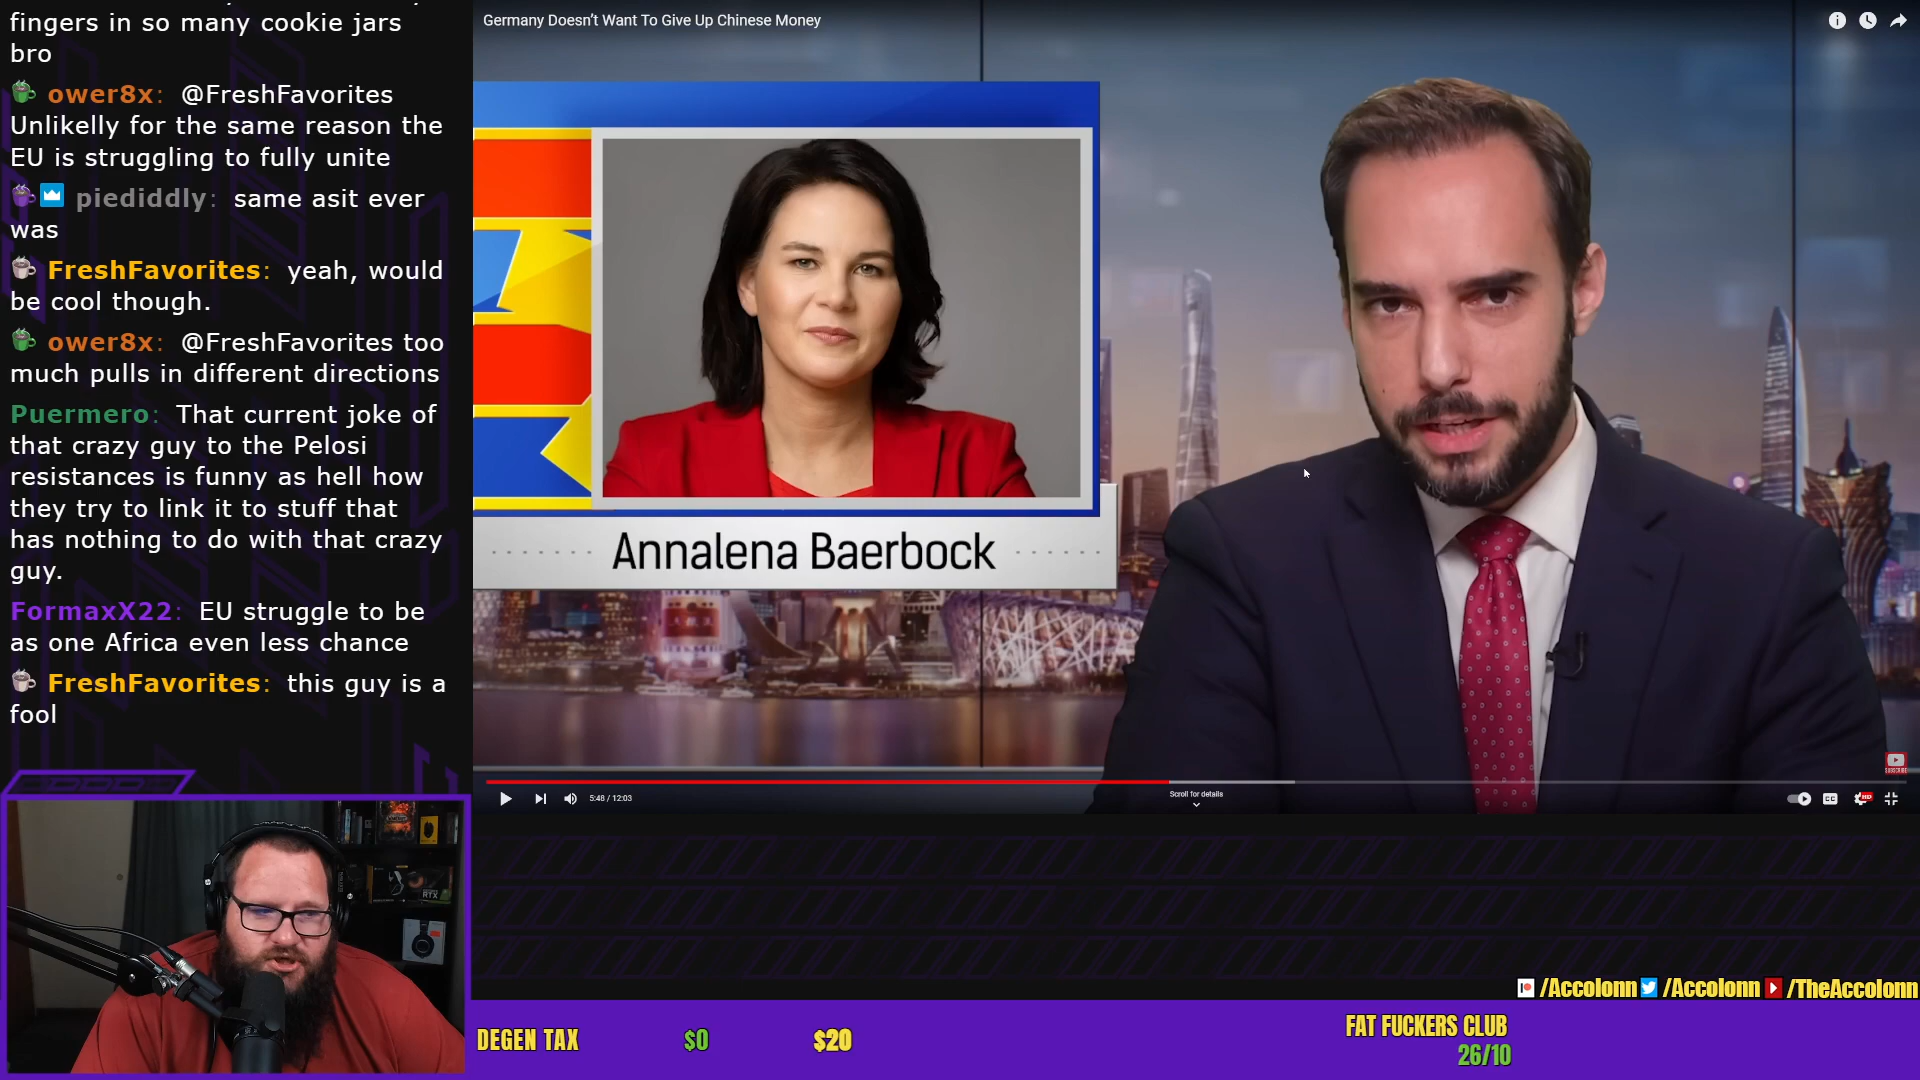 fingers in so many cookie jars
bro
ower8x: @FreshFavorites
Unlikelly for the same reason the
EU is struggling to fully unite
piediddly: same asit ever
was
FreshFavorites: yeah, would
be cool though.
ower8x: @FreshFavorites too
much pulls in different directions
Puermero: That current joke of
that crazy guy to the Pelosi
resistances is funny as hell how
they try to link it to stuff that
has nothing to do with that crazy
guy.
FormaxX22: EU struggle to be
as one Africa even less chance
FreshFavorites: this guy is a
fool
Germany Doesn't Want To Give Up Chinese Money
Annalena Baerbock
SUBSCRIBE
5:48 / 12:03
Scroll for details
CC
HD
RTX
/Accolonn /Accolonn /TheAccolonn
DEGEN TAX $0 $20
FAT FUCKERS CLUB
26/10